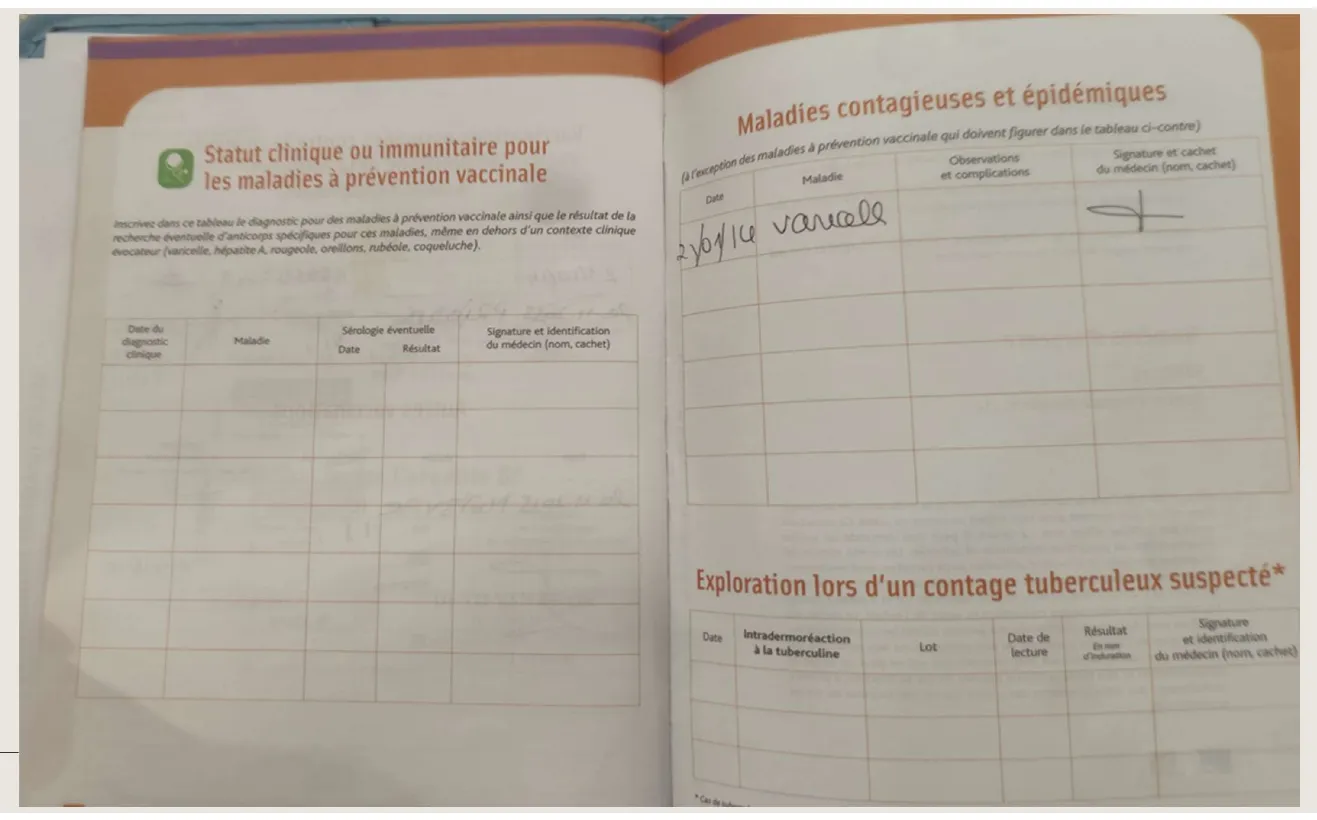 Statut clinique ou immunitaire pour
les maladies à prévention vaccinale
Inscrivez dans ce tableau le diagnostic pour des maladies à prévention vaccinale ainsi que le résultat de la
recherche éventuelle d'anticorps spécifiques pour ces maladies, même en dehors d'un contexte clinique
évocateur (varicelle, hépatite A, rougeole, oreillons, rubéole, coqueluche).
Date du
diagnostic
clinique
Maladie
Sérologie éventuelle
Date Résultat
Signature et identification
du médecin (nom, cachet)
Maladies contagieuses et épidémiques
(à l'exception des maladies à prévention vaccinale qui doivent figurer dans le tableau ci-contre)
Date
Maladie
Observations
et complications
Signature et cachet
du médecin (nom, cachet)
Exploration lors d'un contage tuberculeux suspecté*
Date
Intradermoréaction
à la tuberculine
Lot
Date de
lecture
Résultat
En mm
d'induration
Signature
et identification
du médecin (nom, cachet)
* Cas de